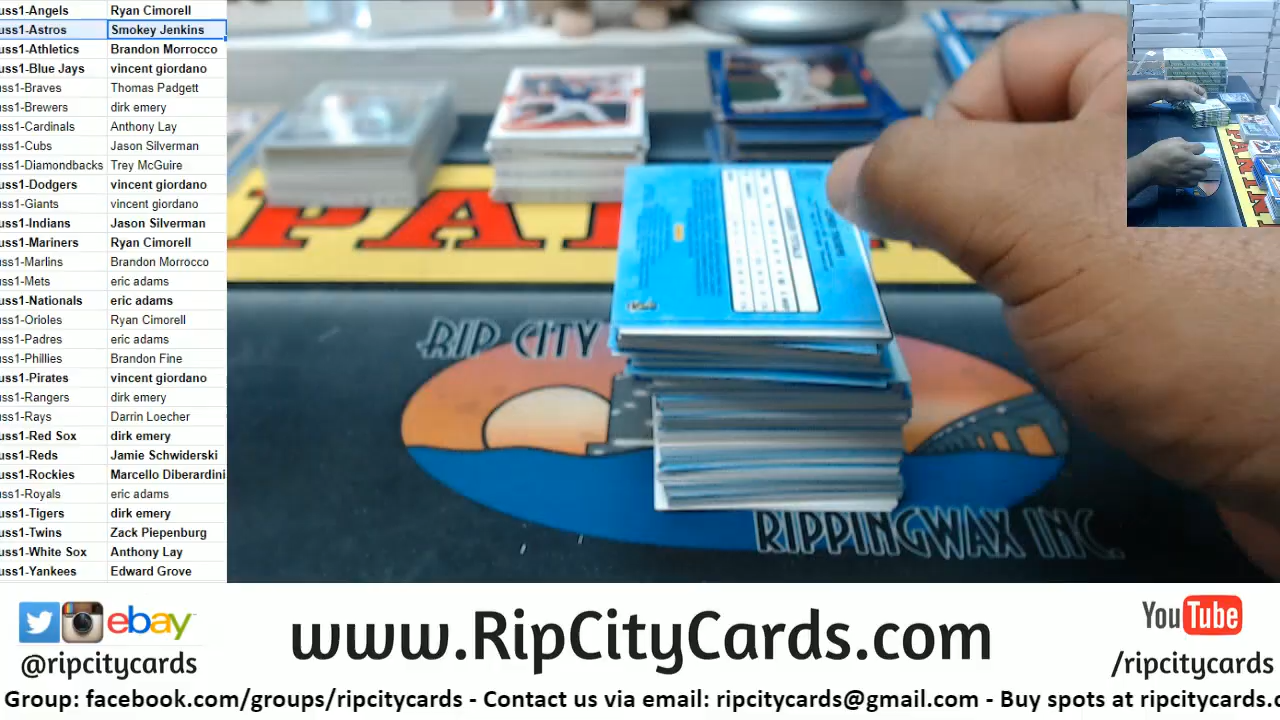 uss1-Angels Ryan Cimorell
uss1-Astros Smokey Jenkins
uss1-Athletics Brandon Morrocco
uss1-Blue Jays vincent giordano
uss1-Braves Thomas Padgett
uss1-Brewers dirk emery
uss1-Cardinals Anthony Lay
uss1-Cubs Jason Silverman
uss1-Diamondbacks Trey McGuire
uss1-Dodgers vincent giordano
uss1-Giants vincent giordano
uss1-Indians Jason Silverman
uss1-Mariners Ryan Cimorell
uss1-Marlins Brandon Morrocco
uss1-Mets eric adams
uss1-Nationals eric adams
uss1-Orioles Ryan Cimorell
uss1-Padres eric adams
uss1-Phillies Brandon Fine
uss1-Pirates vincent giordano
uss1-Rangers dirk emery
uss1-Rays Darrin Loecher
uss1-Red Sox dirk emery
uss1-Reds Jamie Schwiderski
uss1-Rockies Marcello Diberardini
uss1-Royals eric adams
uss1-Tigers dirk emery
uss1-Twins Zack Piepenburg
uss1-White Sox Anthony Lay
uss1-Yankees Edward Grove
RIP CITY
RIPPINGWAX INC.
ebay
@ripcitycards
www.RipCityCards.com
YouTube
/ripcitycards
Group: facebook.com/groups/ripcitycards - Contact us via email: ripcitycards@gmail.com - Buy spots at ripcitycards.c